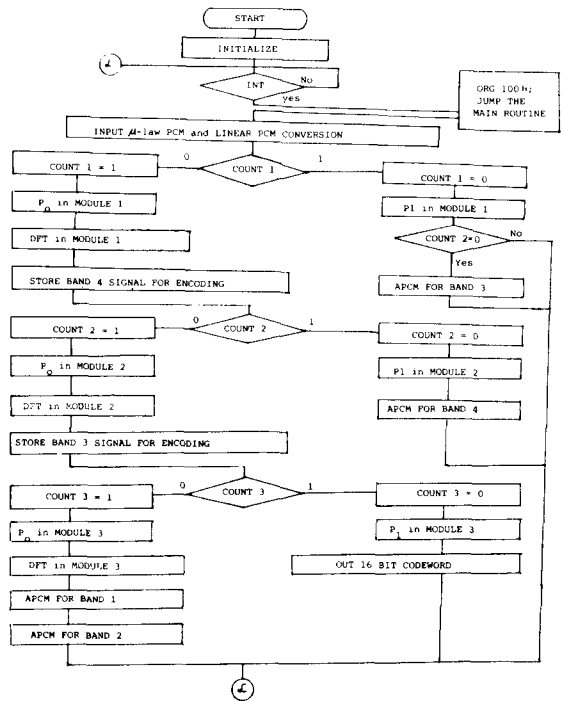 START
INITIALIZE
α
INT
No
yes
ORG 100h;
JUMP THE
MAIN ROUTINE
INPUT μ-law PCM and LINEAR PCM CONVERSION
0
1
COUNT 1 = 1
COUNT 1
COUNT 1 = 0
Po in MODULE 1
P1 in MODULE 1
DFT in MODULE 1
COUNT 2=0
No
Yes
STORE BAND 4 SIGNAL FOR ENCODING
APCM FOR BAND 3
0
1
COUNT 2 = 1
COUNT 2
COUNT 2 = 0
Po in MODULE 2
P1 in MODULE 2
DFT in MODULE 2
APCM FOR BAND 4
STORE BAND 3 SIGNAL FOR ENCODING
0
1
COUNT 3 = 1
COUNT 3
COUNT 3 = 0
Po in MODULE 3
P1 in MODULE 3
DFT in MODULE 3
OUT 16 BIT CODEWORD
APCM FOR BAND 1
APCM FOR BAND 2
α